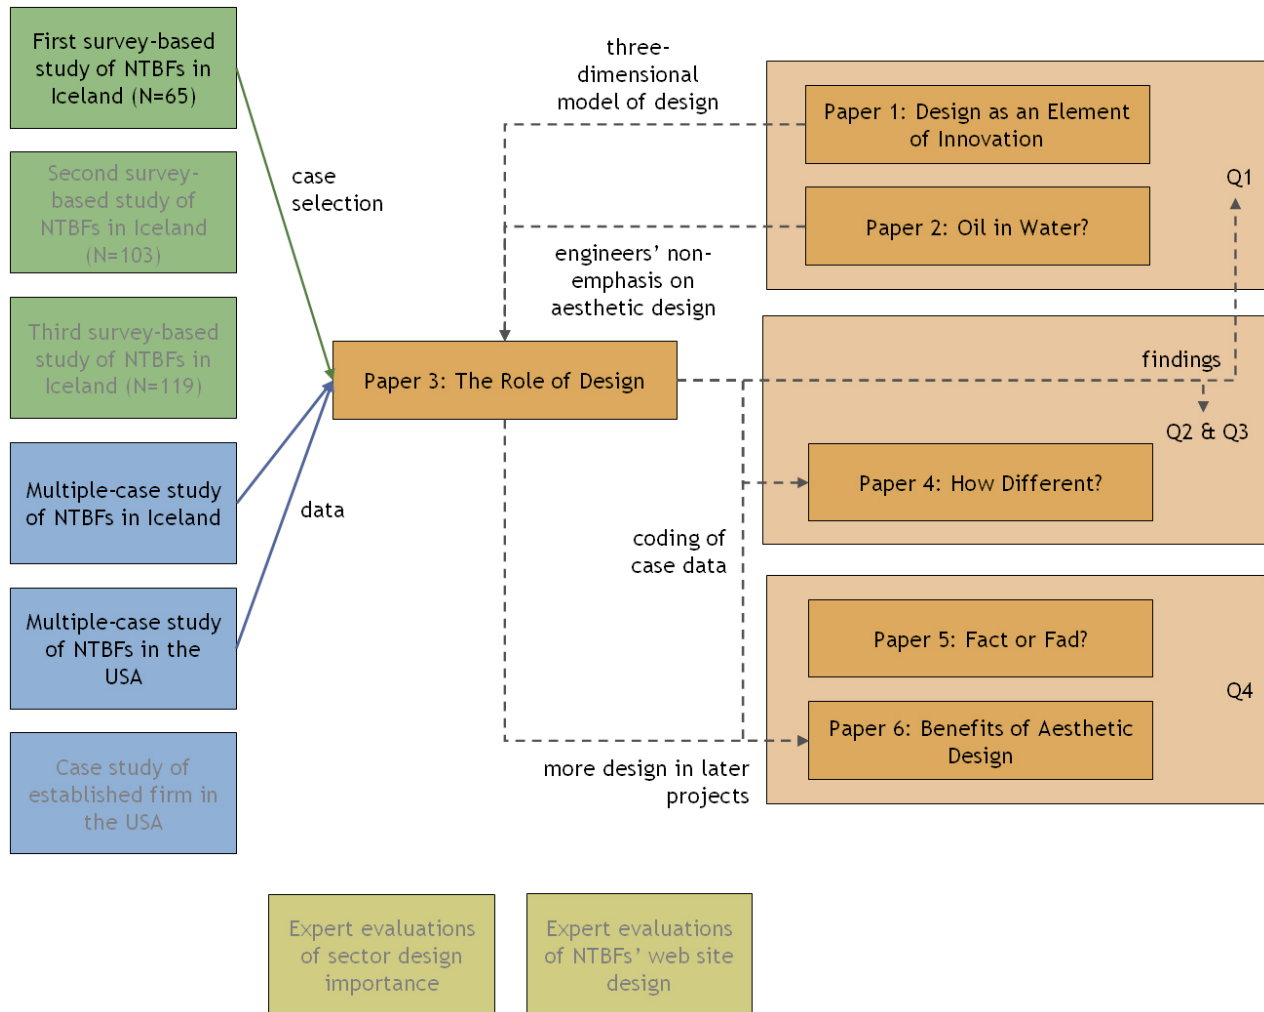 First survey-based
study of NTBFs in
Iceland (N=65)
Second survey-
based study of
NTBFs in Iceland
(N=103)
Third survey-based
study of NTBFs in
Iceland (N=119)
Multiple-case study
of NTBFs in Iceland
Multiple-case study
of NTBFs in the
USA
Case study of
established firm in
the USA
case
selection
data
three-
dimensional
model of design
engineers’ non-
emphasis on
aesthetic design
Paper 3: The Role of Design
coding of
case data
more design in later
projects
Paper 1: Design as an Element
of Innovation
Paper 2: Oil in Water?
Q1
findings
Q2 & Q3
Paper 4: How Different?
Paper 5: Fact or Fad?
Q4
Paper 6: Benefits of Aesthetic
Design
Expert evaluations
of sector design
importance
Expert evaluations
of NTBFs’ web site
design